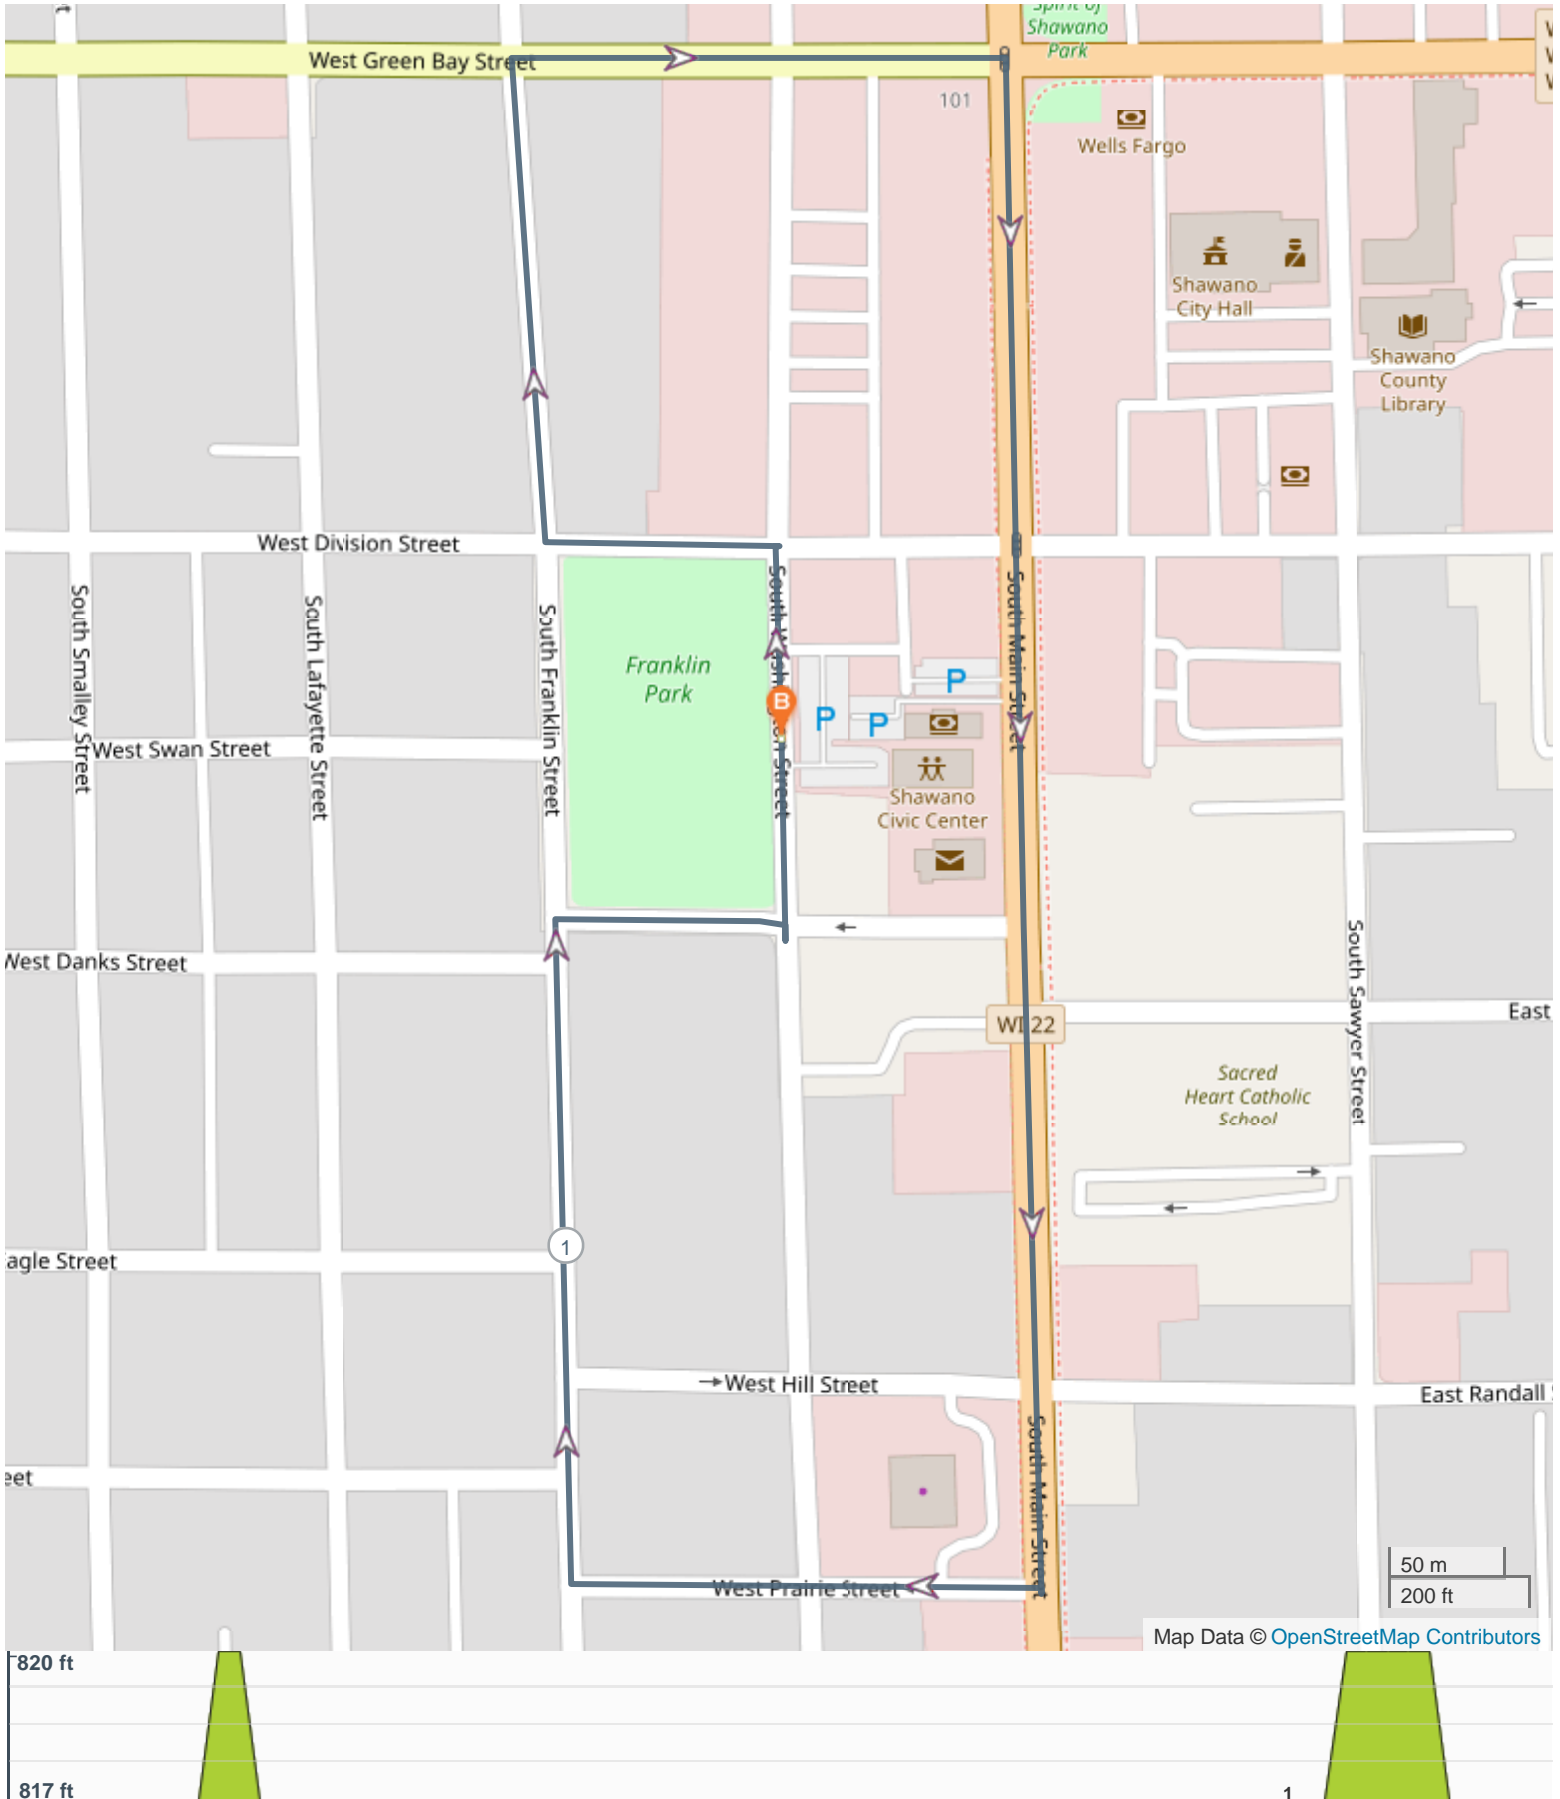 Spirit of
Shawano
Park
West Green Bay Street
101
Wells Fargo
Shawano
City Hall
Shawano
County
Library
West Division Street
South Smalley Street
South Lafayette Street
South Franklin Street
South Washington Street
South Main Street
Franklin
Park
B
P
P
P
West Swan Street
Shawano
Civic Center
West Danks Street
South Sawyer Street
East
WI 22
Sacred
Heart Catholic
School
1
agle Street
West Hill Street
East Randall
South Main Street
eet
West Prairie Street
50 m
200 ft
Map Data © OpenStreetMap Contributors
820 ft
817 ft
1